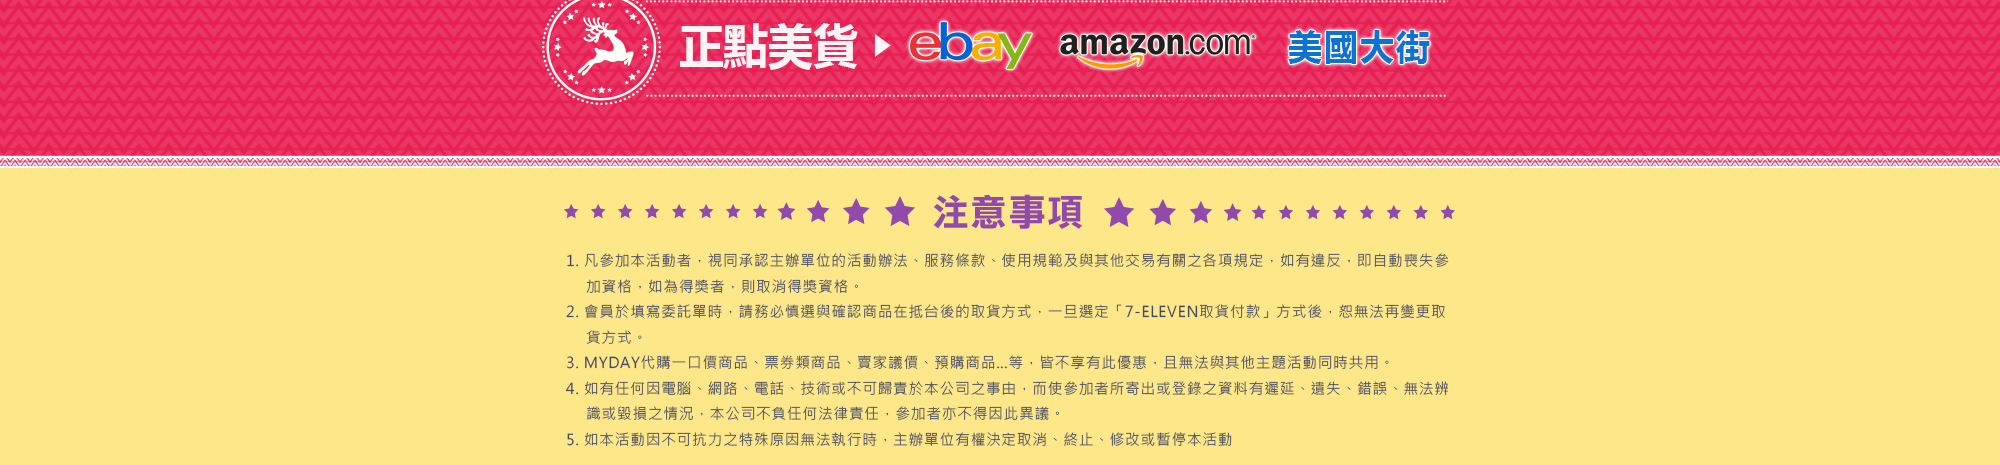 正點美貨 ebay amazon.com 美國大街
注意事項
1. 凡參加本活動者，視同承認主辦單位的活動辦法、服務條款、使用規範及與其他交易有關之各項規定，如有違反，即自動喪失參
加資格，如為得獎者，則取消得獎資格。
2. 會員於填寫委託單時，請務必慎選與確認商品在抵台後的取貨方式，一旦選定「7-ELEVEN取貨付款」方式後，恕無法再變更取
貨方式。
3. MYDAY代購一口價商品、票券類商品、賣家議價、預購商品...等，皆不享有此優惠，且無法與其他主題活動同時共用。
4. 如有任何因電腦、網路、電話、技術或不可歸責於本公司之事由，而使參加者所寄出或登錄之資料有遲延、遺失、錯誤、無法辨
識或毀損之情況，本公司不負任何法律責任，參加者亦不得因此異議。
5. 如本活動因不可抗力之特殊原因無法執行時，主辦單位有權決定取消、終止、修改或暫停本活動